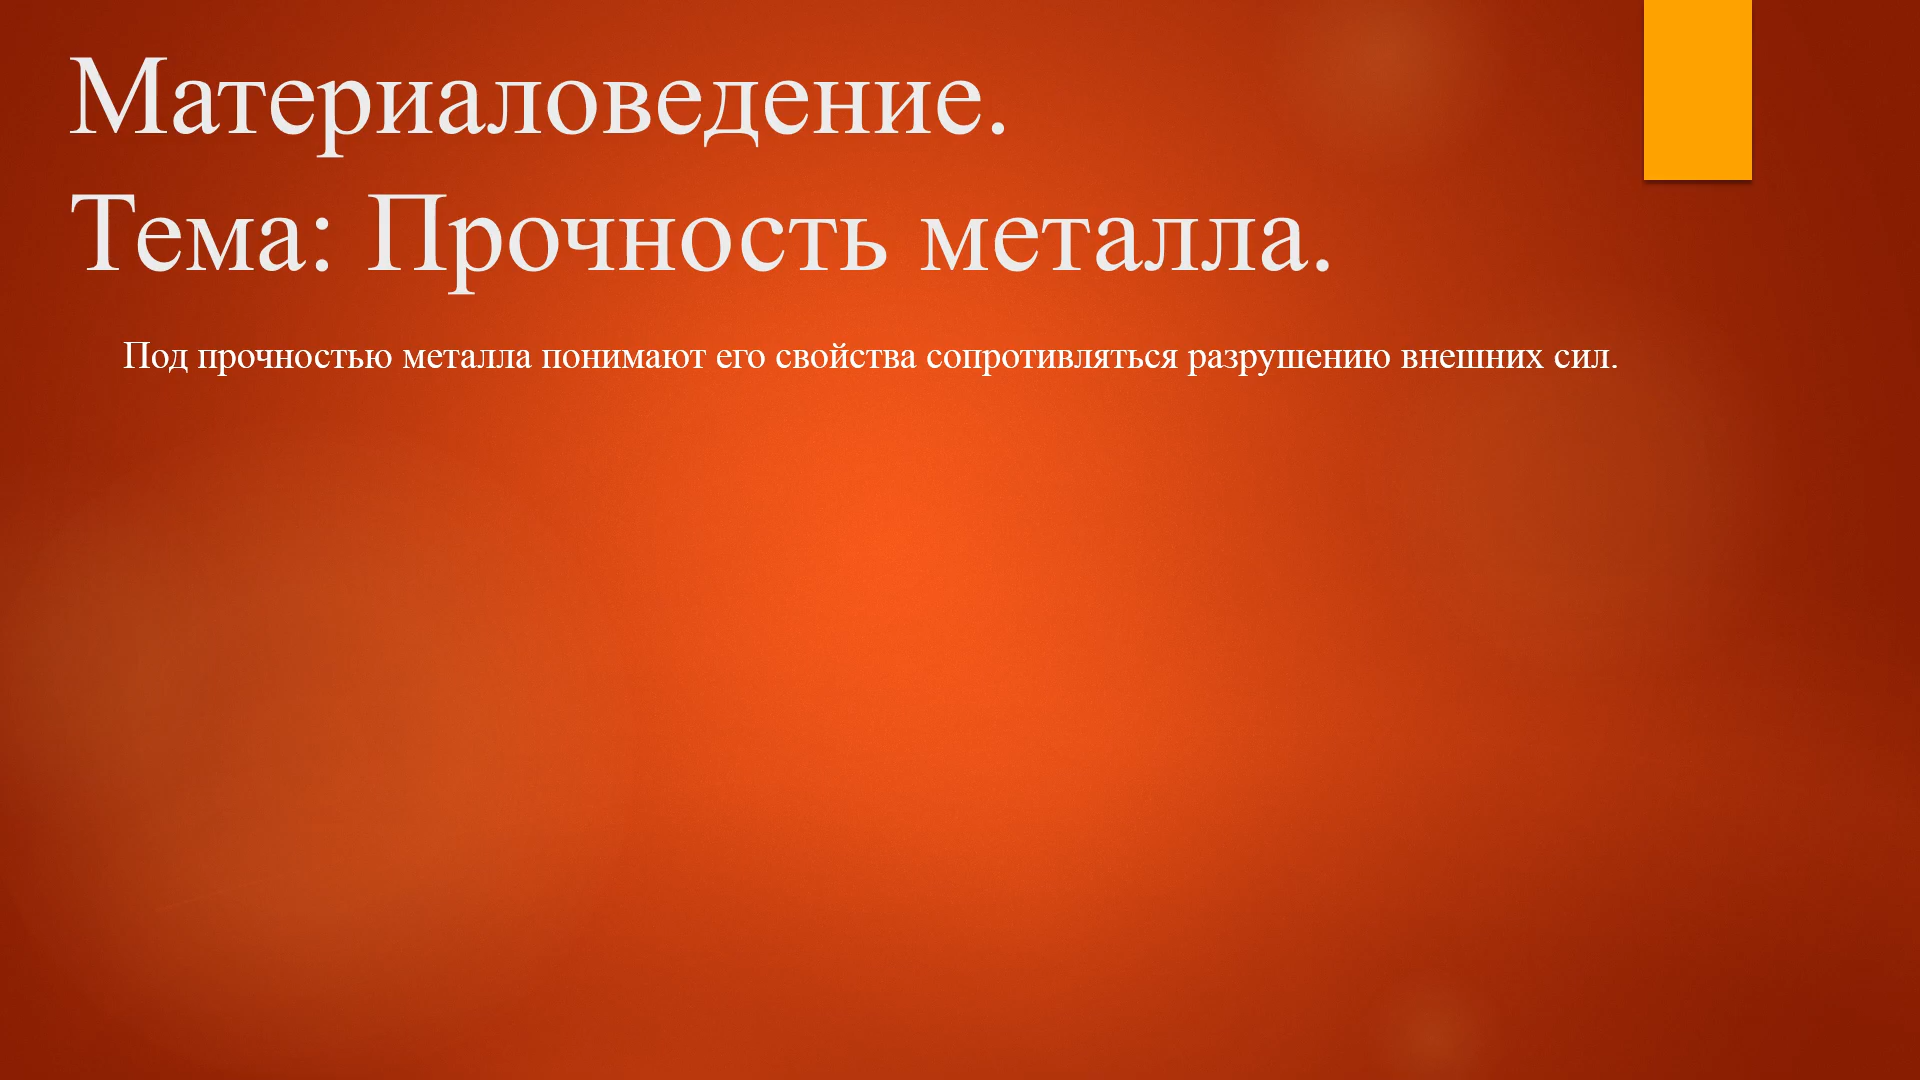 Материаловедение.
Тема: Прочность металла.
Под прочностью металла понимают его свойства сопротивляться разрушению внешних сил.